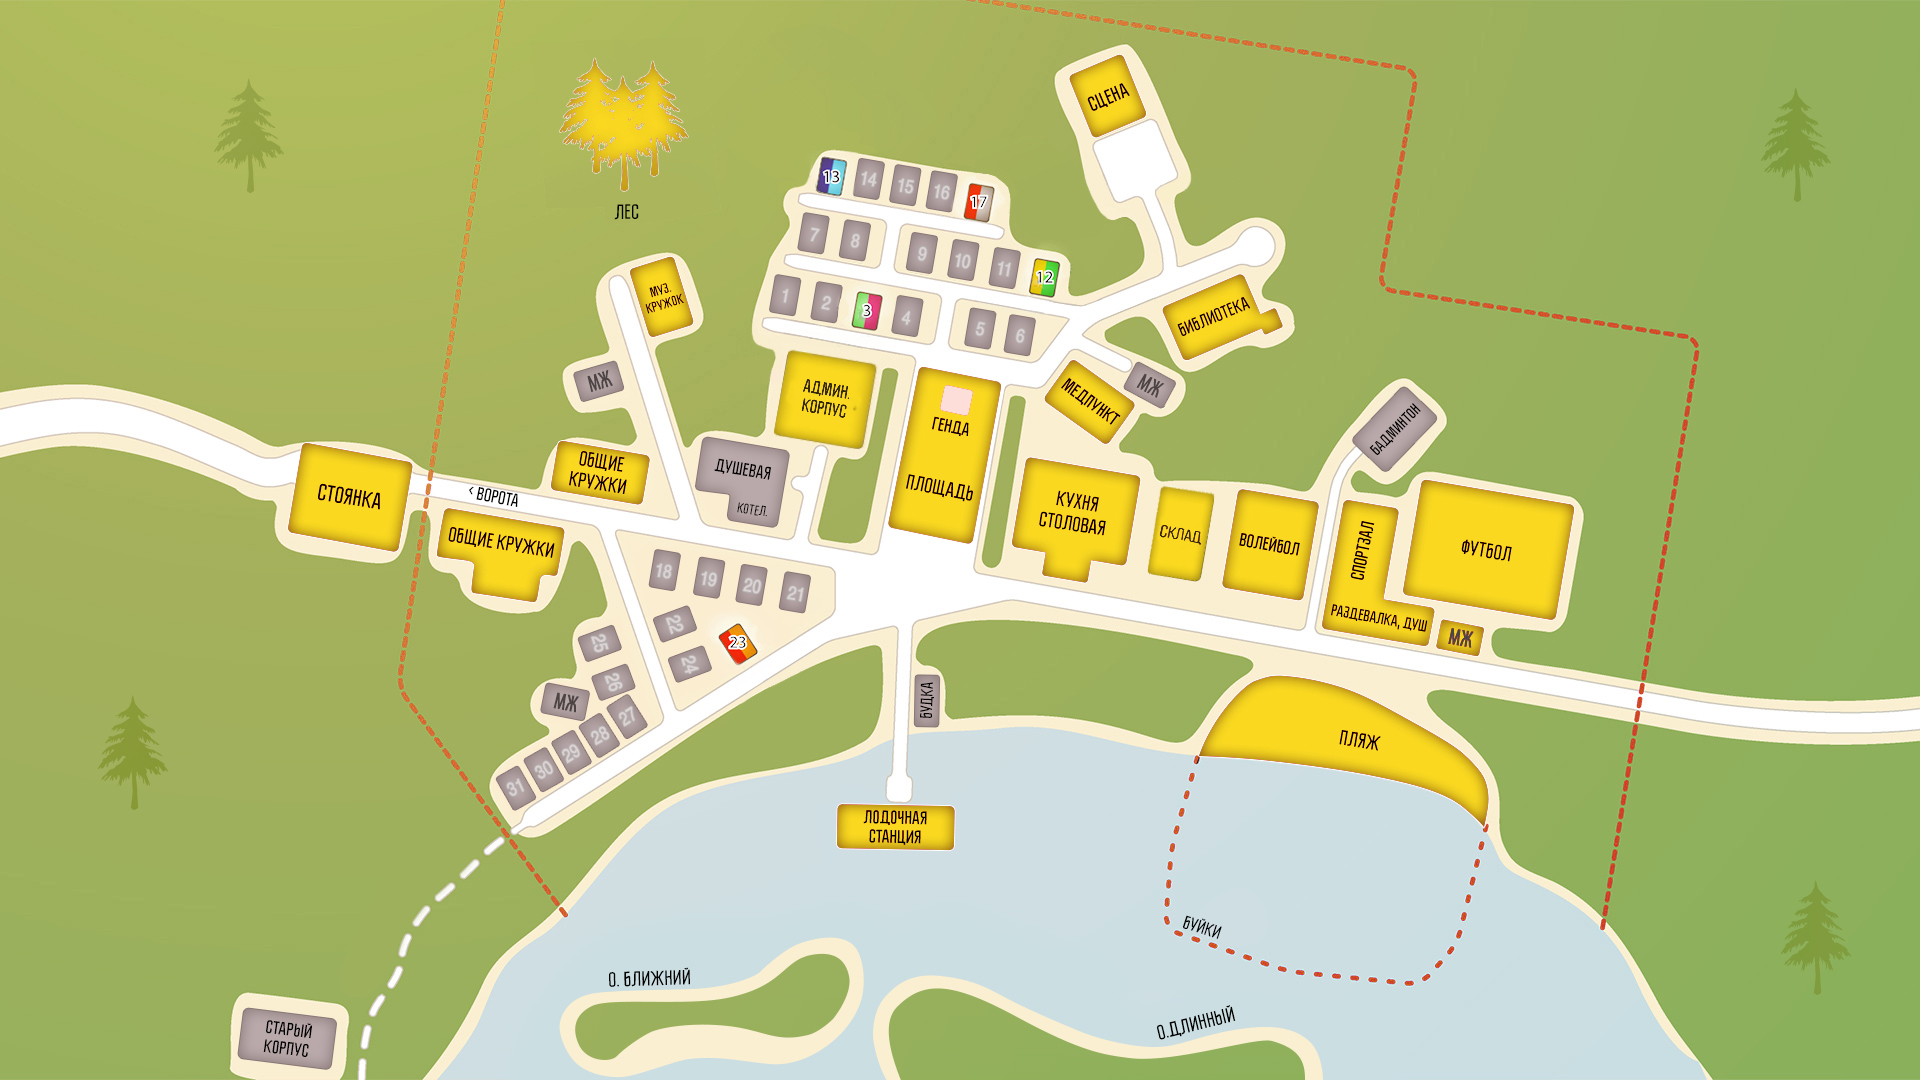 СЦЕНА
ЛЕС
13
14
15
16
17
7
8
9
10
11
12
1
2
3
4
5
6
МУЗ.
КРУЖОК
БИБЛИОТЕКА
МЖ
АДМИН.
КОРПУС
ГЕНДА
ПЛОЩАДЬ
МЕДПУНКТ
МЖ
БАДМИНТОН
СТОЯНКА
< ВОРОТА
ОБЩИЕ
КРУЖКИ
ДУШЕВАЯ
КОТЕЛ.
КУХНЯ
СТОЛОВАЯ
СКЛАД
ВОЛЕЙБОЛ
СПОРТЗАЛ
РАЗДЕВАЛКА, ДУШ
ФУТБОЛ
МЖ
ОБЩИЕ КРУЖКИ
18
19
20
21
22
23
24
25
26
МЖ
27
28
29
30
31
БУДКА
ПЛЯЖ
ЛОДОЧНАЯ
СТАНЦИЯ
БУЙКИ
О. БЛИЖНИЙ
О.ДЛИННЫЙ
СТАРЫЙ
КОРПУС